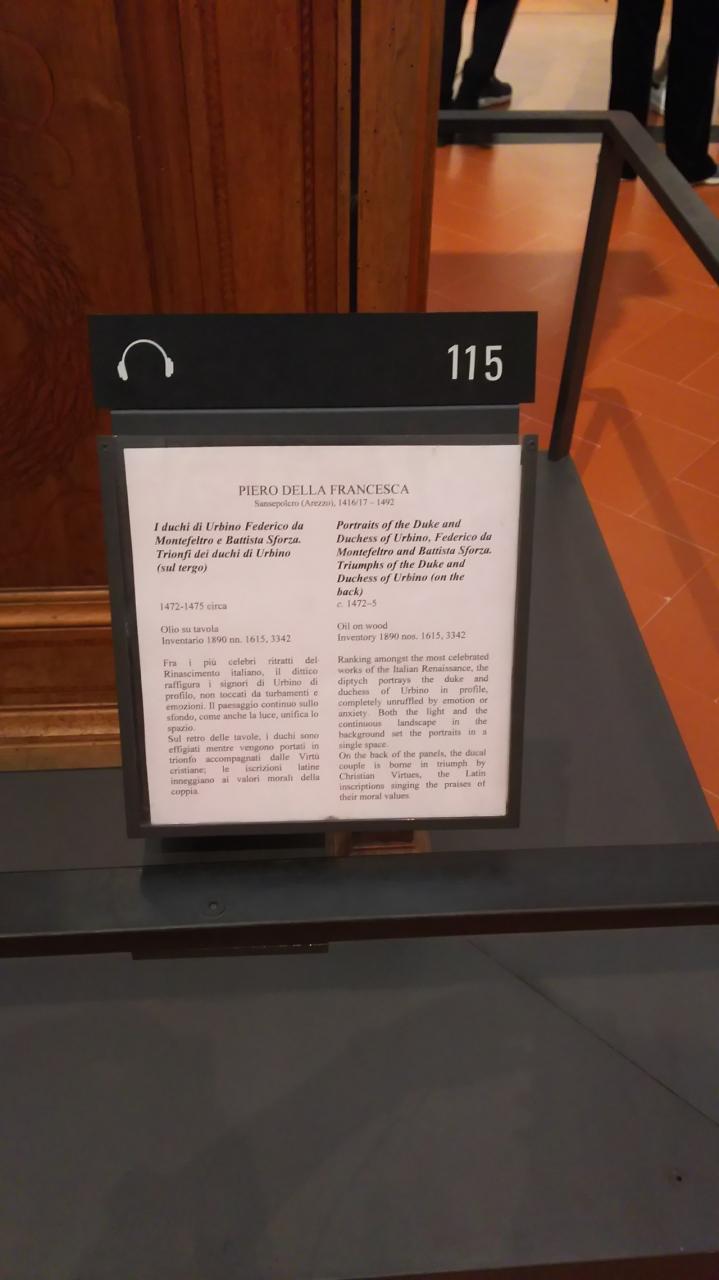 115
PIERO DELLA FRANCESCA
Sansepolcro (Arezzo), 1416/17 – 1492
I duchi di Urbino Federico da
Montefeltro e Battista Sforza.
Trionfi dei duchi di Urbino
(sul tergo)
1472-1475 circa
Olio su tavola
Inventario 1890 nn. 1615, 3342
Fra i più celebri ritratti del
Rinascimento italiano, il dittico
raffigura i signori di Urbino di
profilo, non toccati da turbamenti e
emozioni. Il paesaggio continuo sullo
sfondo, come anche la luce, unifica lo
spazio.
Sul retro delle tavole, i duchi sono
effigiati mentre vengono portati in
trionfo accompagnati dalle Virtù
cristiane; le iscrizioni latine
inneggiano ai valori morali della
coppia.
Portraits of the Duke and
Duchess of Urbino, Federico da
Montefeltro and Battista Sforza.
Triumphs of the Duke and
Duchess of Urbino (on the
back)
c. 1472–5
Oil on wood
Inventory 1890 nos. 1615, 3342
Ranking amongst the most celebrated
works of the Italian Renaissance, the
diptych portrays the duke and
duchess of Urbino in profile,
completely unruffled by emotion or
anxiety. Both the light and the
continuous landscape in the
background set the portraits in a
single space.
On the back of the panels, the ducal
couple is borne in triumph by
Christian Virtues, the Latin
inscriptions singing the praises of
their moral values.